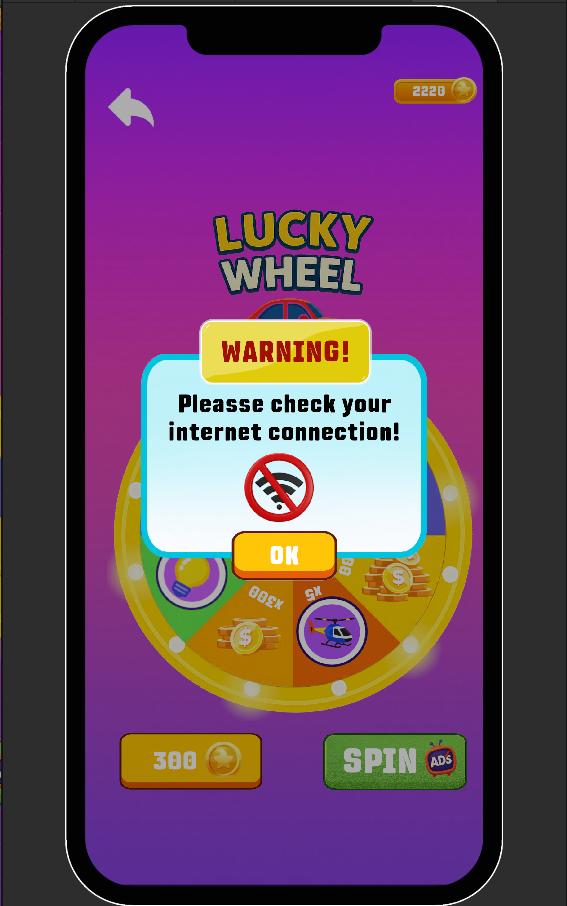 2220
LUCKY
WHEEL
WARNING!
Pleasse check your
internet connection!
OK
x300
x5
300
SPIN
ADS